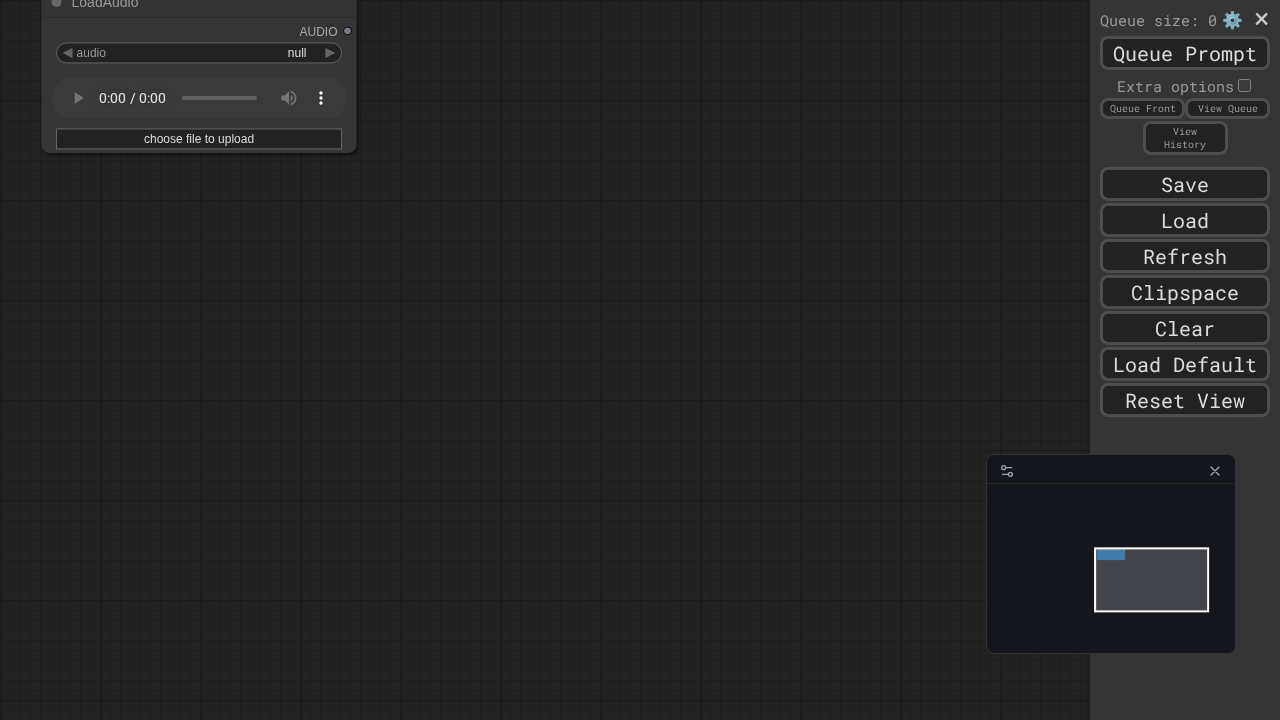 LoadAudio
AUDIO
audio null
0:00 / 0:00
choose file to upload
Queue size: 0
Queue Prompt
Extra options
Queue Front
View Queue
View
History
Save
Load
Refresh
Clipspace
Clear
Load Default
Reset View